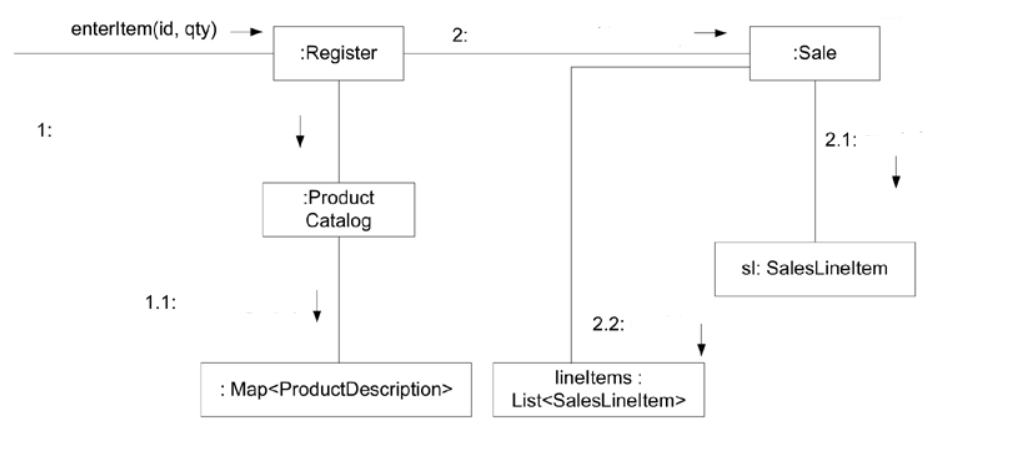 enterItem(id, qty)
:Register
2:
:Sale
1:
2.1:
:Product
Catalog
sl: SalesLineItem
1.1:
2.2:
: Map<ProductDescription>
lineItems :
List<SalesLineItem>